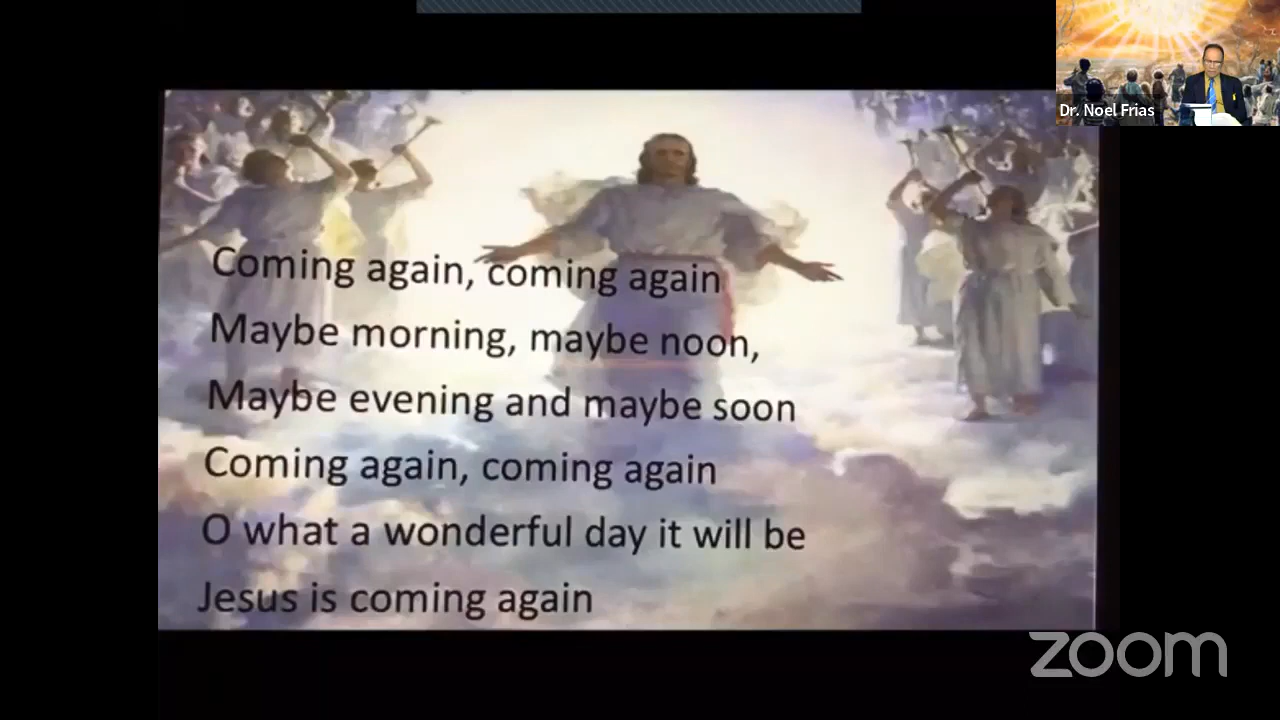 Dr. Noel Frias
Coming again, coming again
Maybe morning, maybe noon,
Maybe evening and maybe soon
Coming again, coming again
O what a wonderful day it will be
Jesus is coming again
zoom